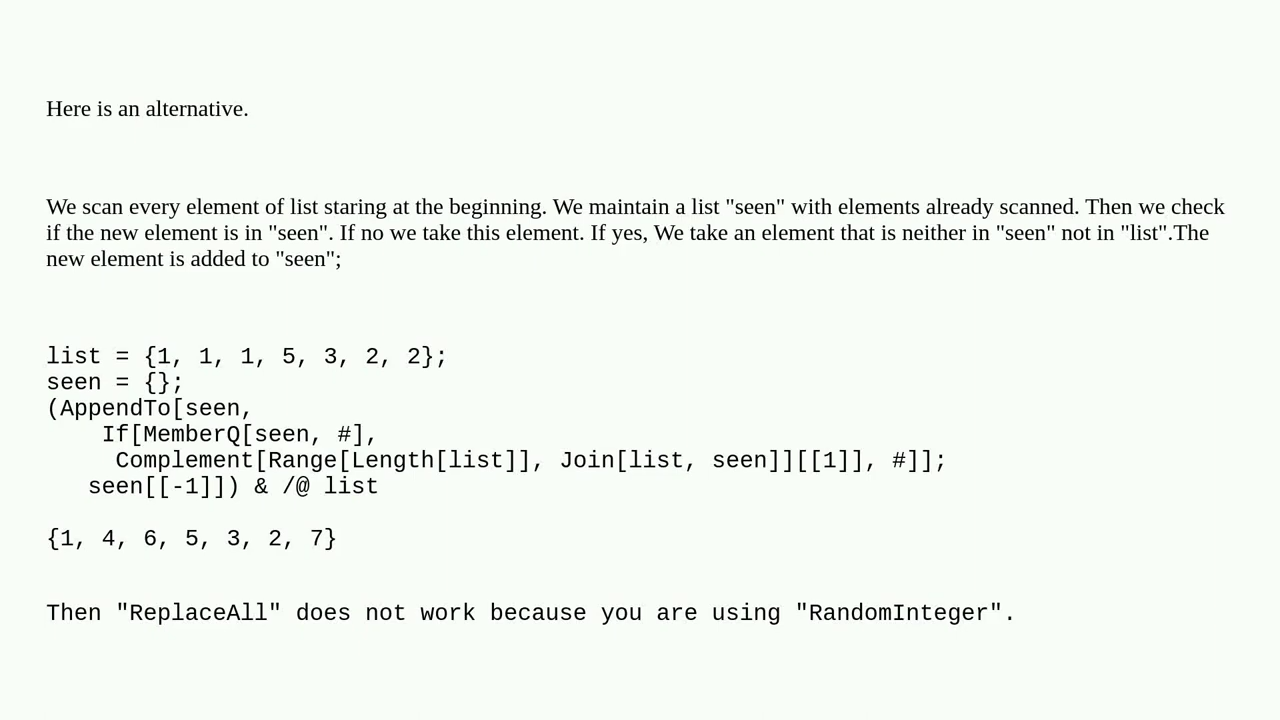 Here is an alternative.
We scan every element of list staring at the beginning. We maintain a list "seen" with elements already scanned. Then we check
if the new element is in "seen". If no we take this element. If yes, We take an element that is neither in "seen" not in "list".The
new element is added to "seen";
list = {1, 1, 1, 5, 3, 2, 2};
seen = {};
(AppendTo[seen,
    If[MemberQ[seen, #],
     Complement[Range[Length[list]], Join[list, seen]][[1]], #]];
   seen[[-1]]) & /@ list
{1, 4, 6, 5, 3, 2, 7}
Then "ReplaceAll" does not work because you are using "RandomInteger".